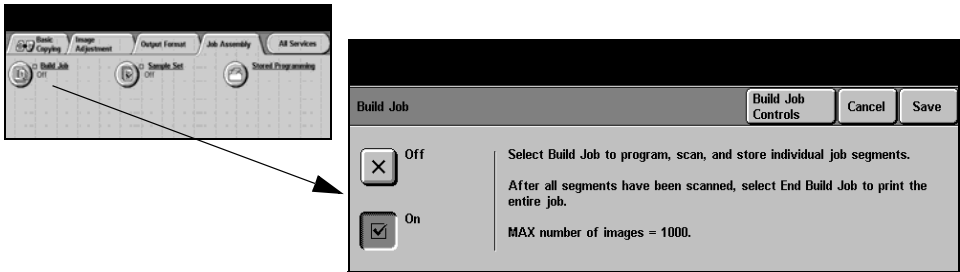 Basic Copying
Image Adjustment
Output Format
Job Assembly
All Services
Build Job
Off
Sample Set
Off
Stored Programming
Build Job
Build Job Controls
Cancel
Save
Off
On
Select Build Job to program, scan, and store individual job segments.
After all segments have been scanned, select End Build Job to print the
entire job.
MAX number of images = 1000.